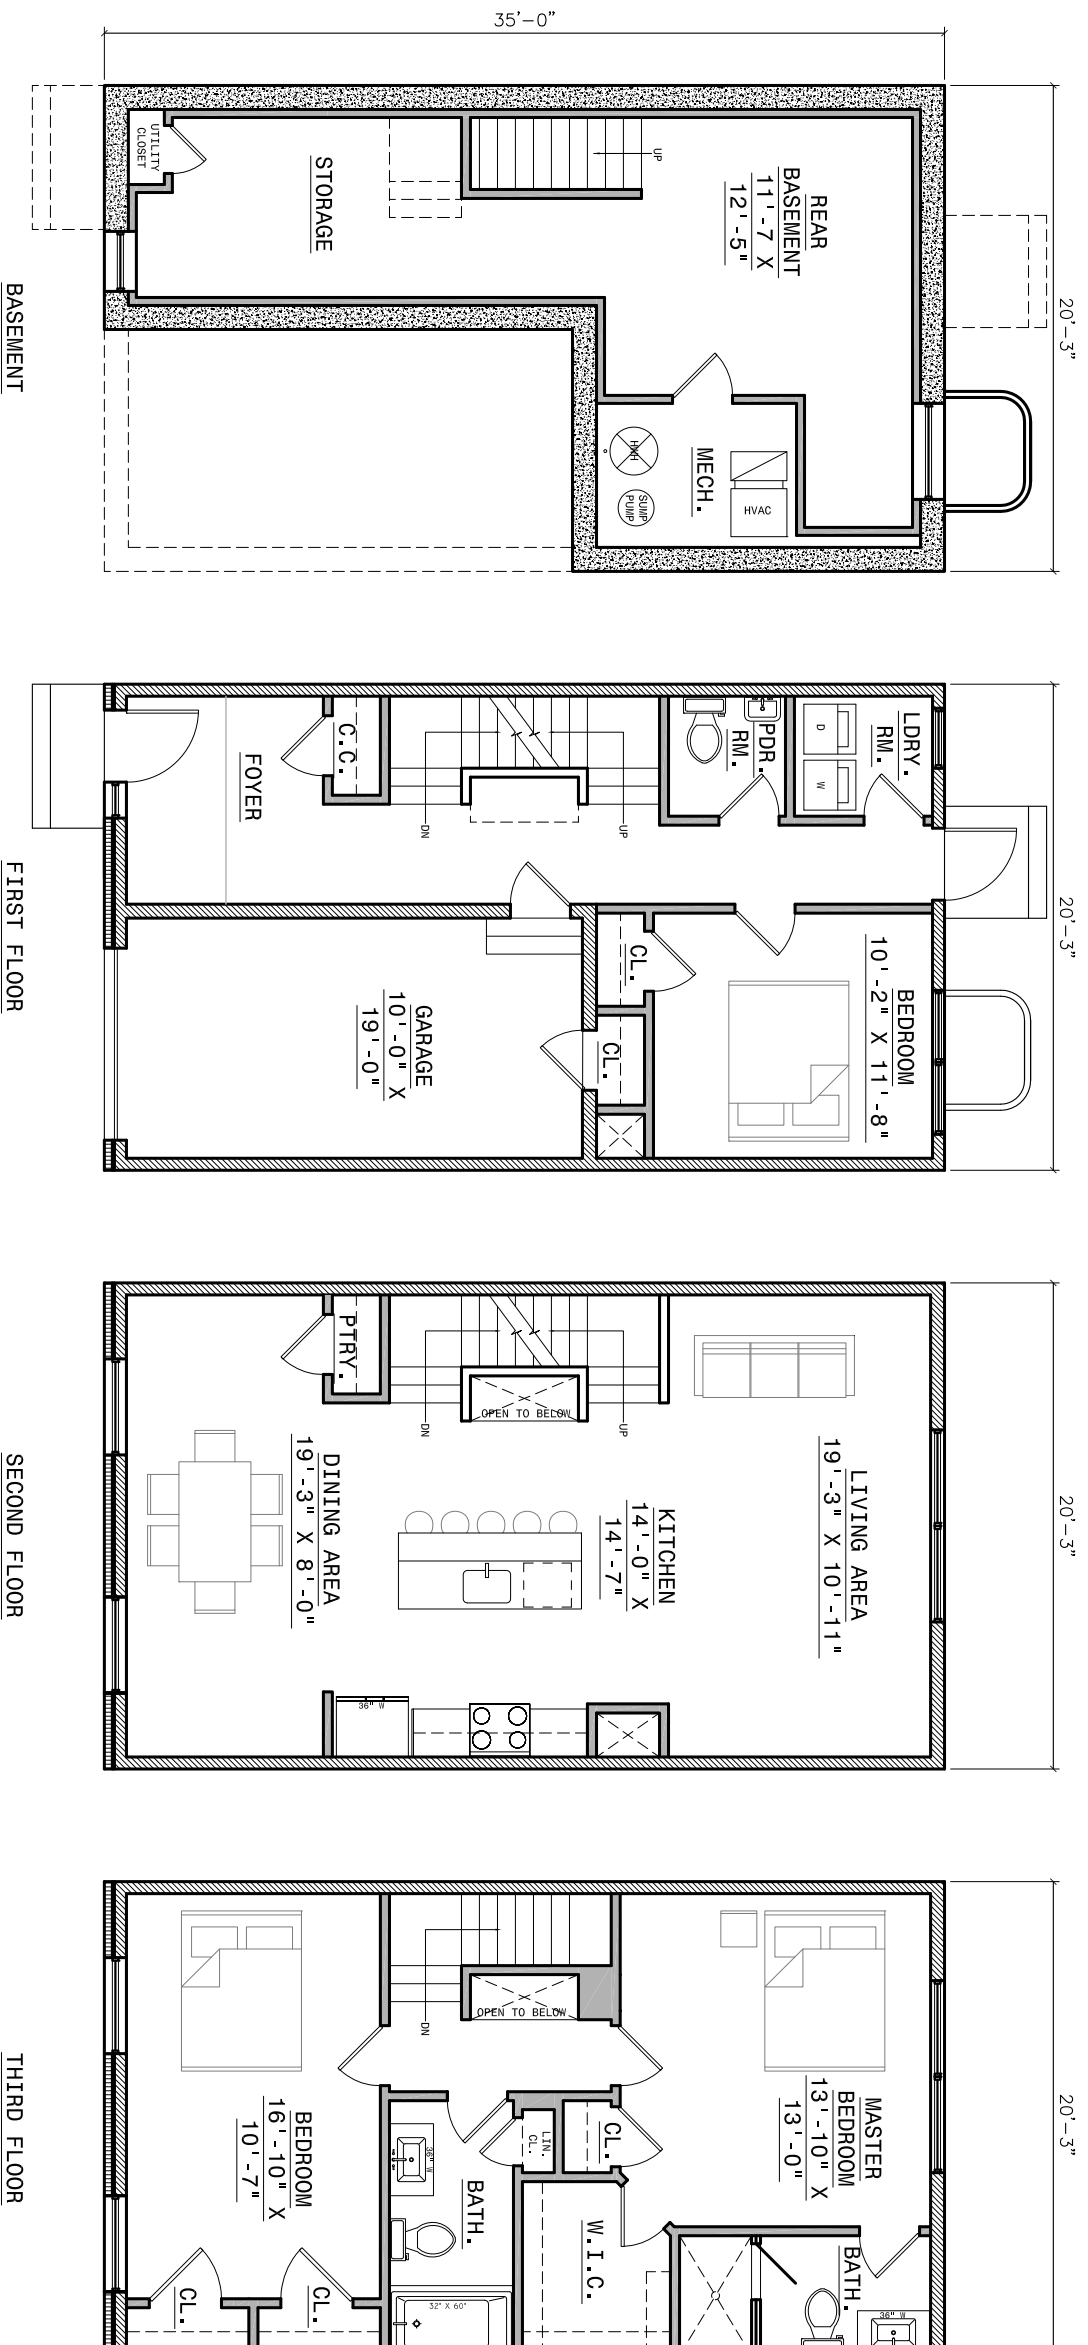 35'-0"
20'-3"
UP
REAR
BASEMENT
11'-7 X
12'-5"
STORAGE
UTILITY
CLOSET
MECH.
HVAC
SUMP
PUMP
BASEMENT
20'-3"
LDRY.
RM.
D
W
PDR.
RM.
UP
DN
C.C.
FOYER
BEDROOM
10'-2" X 11'-8"
CL.
CL.
GARAGE
10'-0" X
19'-0"
FIRST FLOOR
20'-3"
LIVING AREA
19'-3" X 10'-11"
UP
DN
OPEN TO BELOW
PTRY.
KITCHEN
14'-0" X
14'-7"
DINING AREA
19'-3" X 8'-0"
36" W
SECOND FLOOR
20'-3"
MASTER
BEDROOM
13'-10" X
13'-0"
OPEN TO BELOW
DN
CL.
LIN.
CL.
BEDROOM
16'-10" X
10'-7"
36" W
BATH.
W.I.C.
BATH.
36" W
32" X 60"
CL.
CL.
THIRD FLOOR